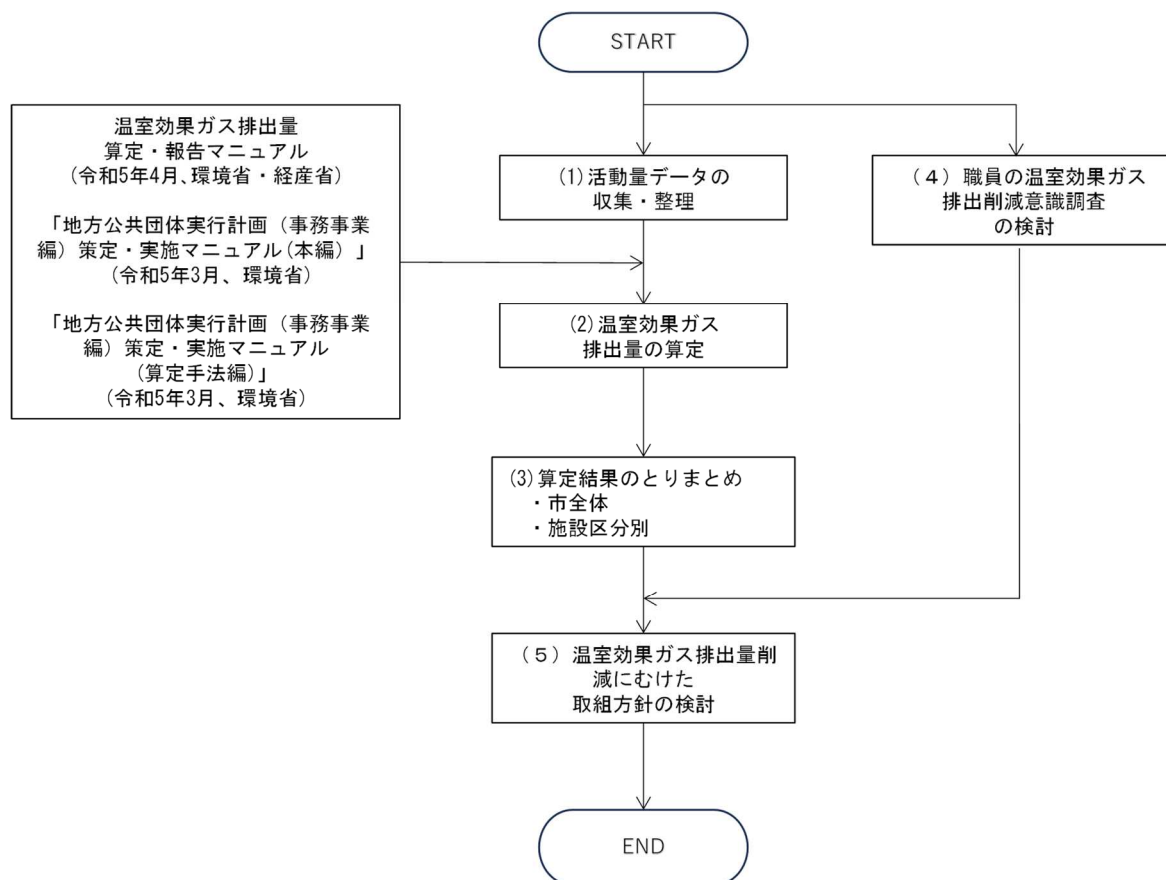 START
温室効果ガス排出量
算定・報告マニュアル
(令和5年4月、環境省・経産省)
「地方公共団体実行計画(事務事業
編)策定・実施マニュアル(本編)」
(令和5年3月、環境省)
「地方公共団体実行計画(事務事業
編)策定・実施マニュアル
(算定手法編)」
(令和5年3月、環境省)
(1)活動量データの
収集・整理
(4)職員の温室効果ガス
排出削減意識調査
の検討
(2)温室効果ガス
排出量の算定
(3)算定結果のとりまとめ
・市全体
・施設区分別
(5)温室効果ガス排出量削
減にむけた
取組方針の検討
END